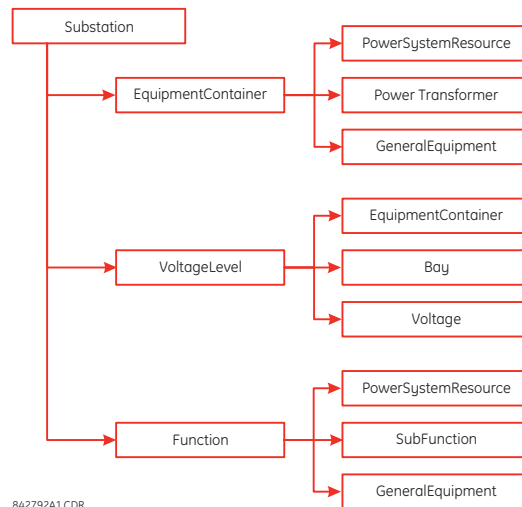 Substation
EquipmentContainer
PowerSystemResource
Power Transformer
GeneralEquipment
VoltageLevel
EquipmentContainer
Bay
Voltage
Function
PowerSystemResource
SubFunction
GeneralEquipment
842792A1.CDR